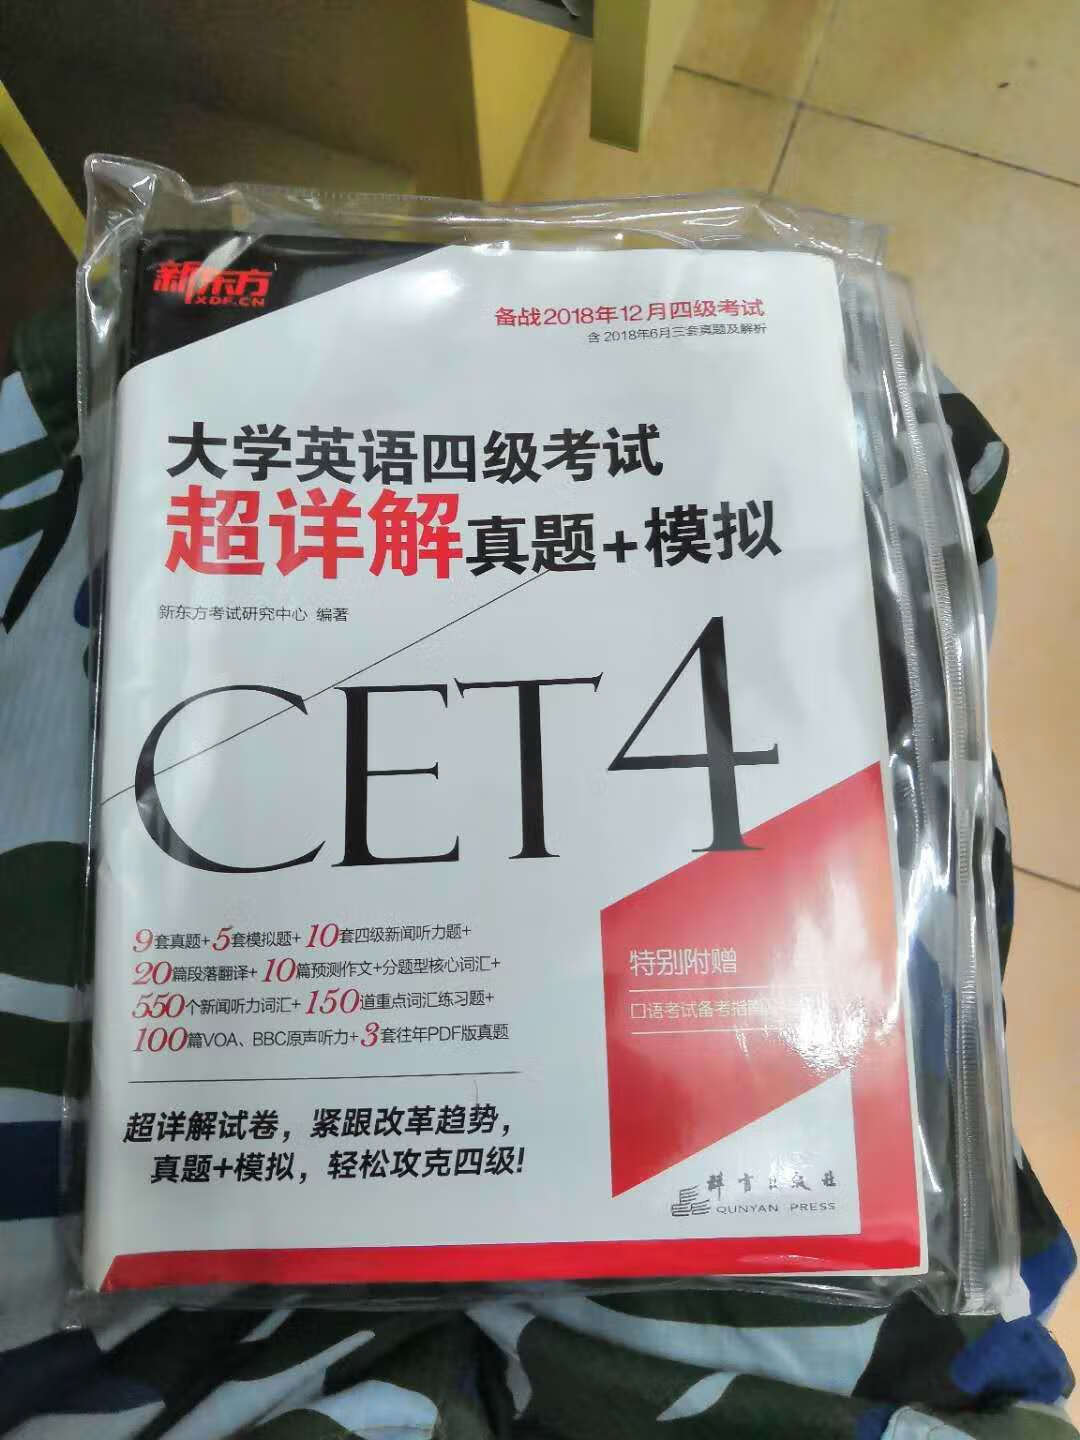 新东方
XDF.CN
备战2018年12月四级考试
含 2018年6月三套真题及解析
大学英语四级考试
超详解真题+模拟
新东方考试研究中心 编著
CET4
9套真题+5套模拟题+10套四级新闻听力题+
20篇段落翻译+10篇预测作文+分题型核心词汇+
550个新闻听力词汇+150道重点词汇练习题+
100篇VOA、BBC原声听力+3套往年PDF版真题
特别附赠
口语考试备考指南
超详解试卷，紧跟改革趋势，
真题+模拟，轻松攻克四级!
群言出版社
QUNYAN PRESS